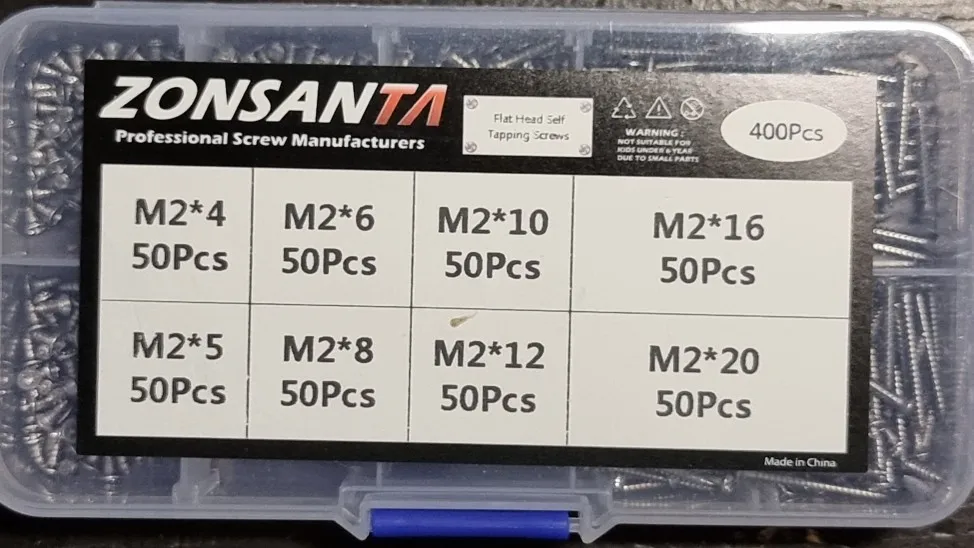 ZONSANTA
Professional Screw Manufacturers
Flat Head Self
Tapping Screws
WARNING:
NOT SUITABLE FOR
KIDS UNDER 6 YEAR
DUE TO SMALL PARTS
400Pcs
M2*4
50Pcs
M2*6
50Pcs
M2*10
50Pcs
M2*16
50Pcs
M2*5
50Pcs
M2*8
50Pcs
M2*12
50Pcs
M2*20
50Pcs
Made in China